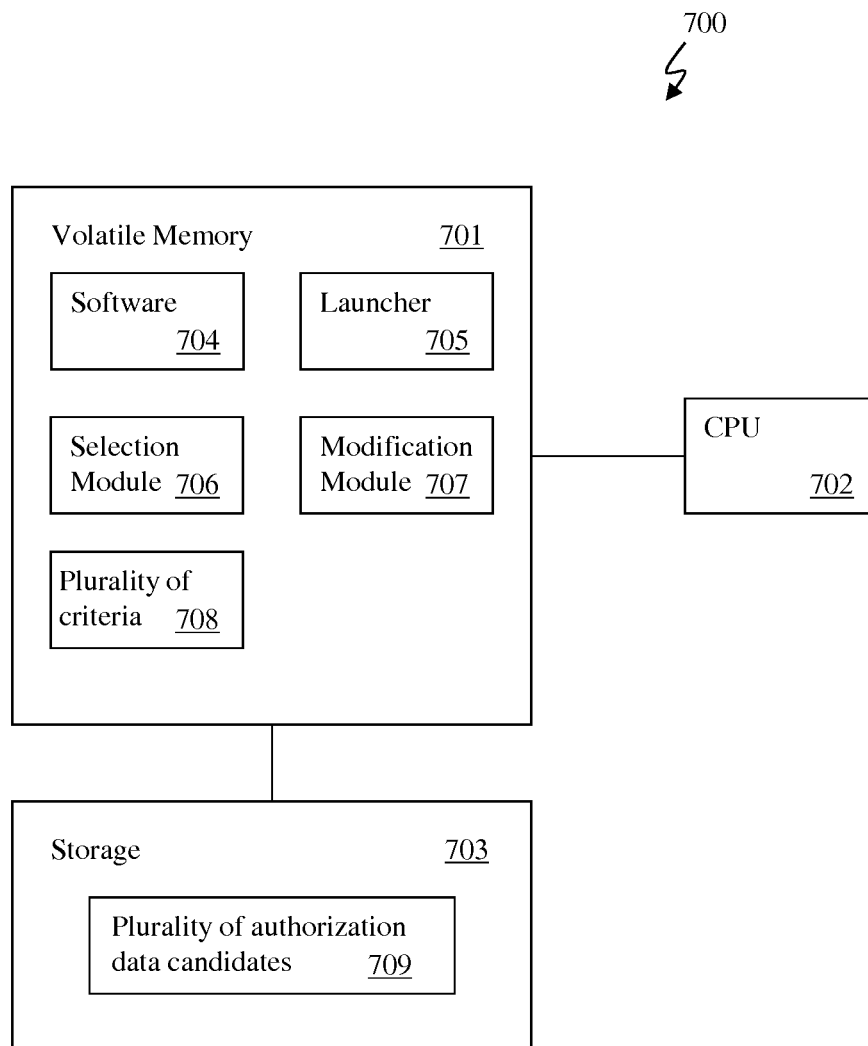 700
Volatile Memory 701
Software
704
Launcher
705
Selection
Module 706
Modification
Module 707
Plurality of
criteria 708
CPU
702
Storage 703
Plurality of authorization
data candidates 709